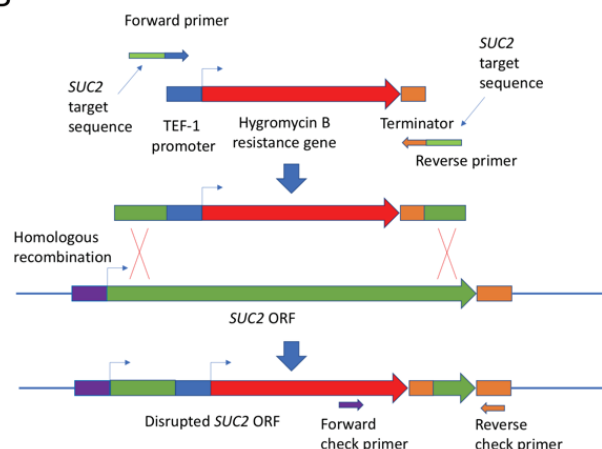 Forward primer
SUC2
target
sequence
SUC2
target
sequence
TEF-1
promoter
Hygromycin B
resistance gene
Terminator
Reverse primer
Homologous
recombination
SUC2 ORF
Disrupted SUC2 ORF
Forward
check primer
Reverse
check primer